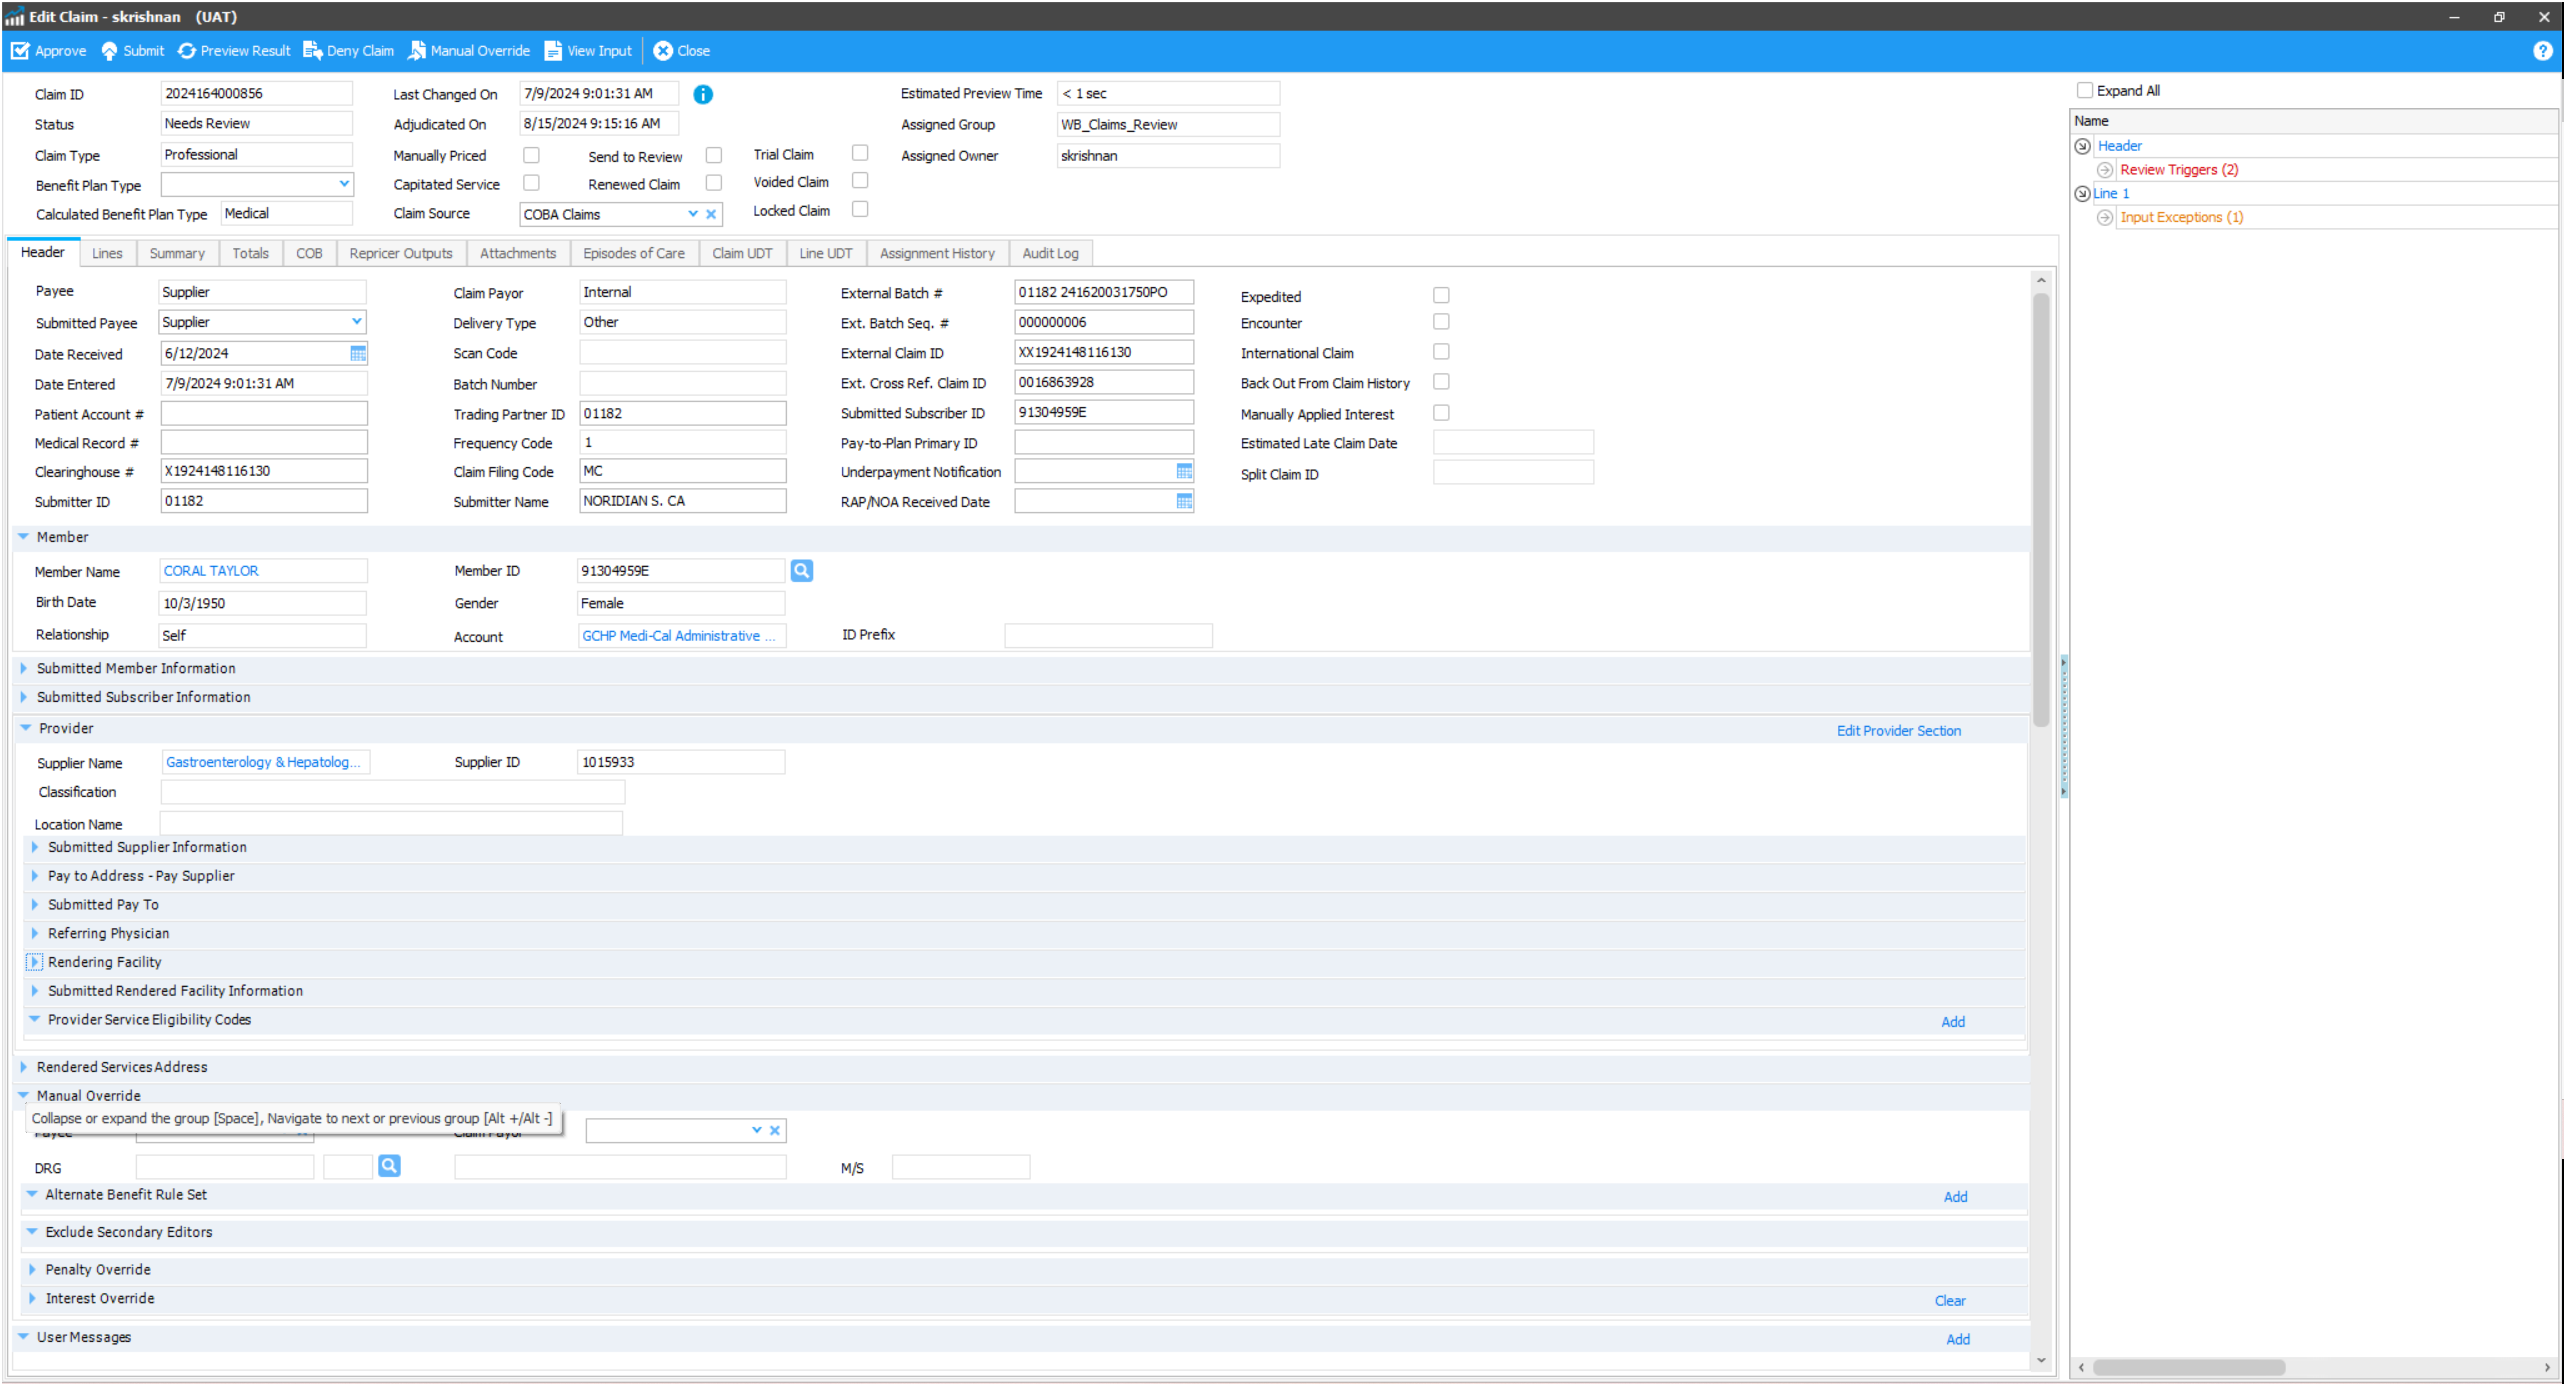 Edit Claim - skrishnan (UAT)
Approve Submit Preview Result Deny Claim Manual Override View Input Close
Claim ID 2024164000856 Last Changed On 7/9/2024 9:01:31 AM Estimated Preview Time < 1 sec
Status Needs Review Adjudicated On 8/15/2024 9:15:16 AM Assigned Group WB_Claims_Review
Claim Type Professional Manually Priced Send to Review Trial Claim Assigned Owner skrishnan
Benefit Plan Type Capitated Service Renewed Claim Voided Claim
Calculated Benefit Plan Type Medical Claim Source COBA Claims Locked Claim
Expand All
Name
Header
Review Triggers (2)
Line 1
Input Exceptions (1)
Header Lines Summary Totals COB Repricer Outputs Attachments Episodes of Care Claim UDT Line UDT Assignment History Audit Log
Payee Supplier Claim Payor Internal External Batch # 01182 241620031750PO Expedited
Submitted Payee Supplier Delivery Type Other Ext. Batch Seq. # 000000006 Encounter
Date Received 6/12/2024 Scan Code External Claim ID XX1924148116130 International Claim
Date Entered 7/9/2024 9:01:31 AM Batch Number Ext. Cross Ref. Claim ID 0016863928 Back Out From Claim History
Patient Account # Trading Partner ID 01182 Submitted Subscriber ID 91304959E Manually Applied Interest
Medical Record # Frequency Code 1 Pay-to-Plan Primary ID Estimated Late Claim Date
Clearinghouse # X1924148116130 Claim Filing Code MC Underpayment Notification Split Claim ID
Submitter ID 01182 Submitter Name NORIDIAN S. CA RAP/NOA Received Date
Member
Member Name CORAL TAYLOR Member ID 91304959E
Birth Date 10/3/1950 Gender Female
Relationship Self Account GCHP Medi-Cal Administrative ... ID Prefix
Submitted Member Information
Submitted Subscriber Information
Provider Edit Provider Section
Supplier Name Gastroenterology & Hepatolog... Supplier ID 1015933
Classification
Location Name
Submitted Supplier Information
Pay to Address - Pay Supplier
Submitted Pay To
Referring Physician
Rendering Facility
Submitted Rendered Facility Information
Provider Service Eligibility Codes Add
Rendered Services Address
Manual Override
Collapse or expand the group [Space], Navigate to next or previous group [Alt +/Alt -]
Payee Claim Payor
DRG M/S
Alternate Benefit Rule Set Add
Exclude Secondary Editors
Penalty Override
Interest Override Clear
User Messages Add